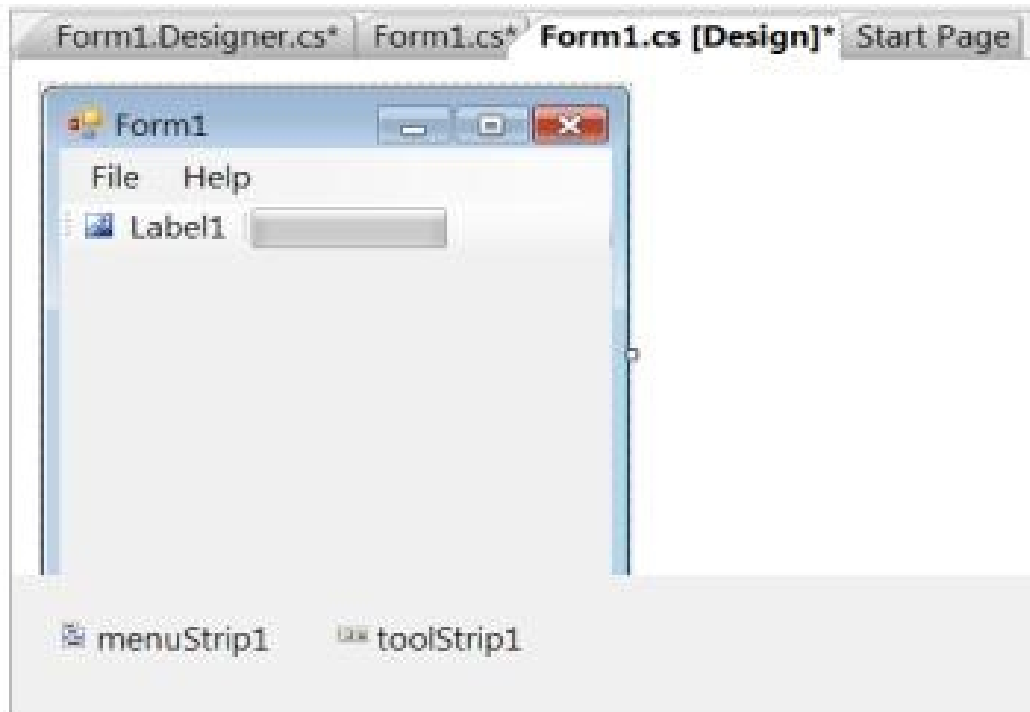 Form1.Designer.cs* Form1.cs* Form1.cs [Design]* Start Page
Form1
File Help
Label1
menuStrip1 toolStrip1